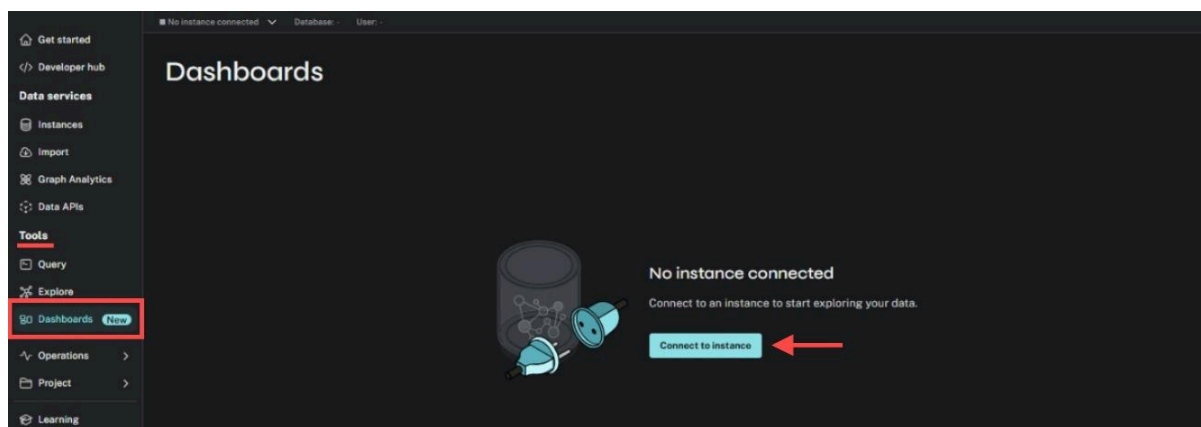 No instance connected Database: - User: -
Get started
</> Developer hub
Data services
Instances
Import
Graph Analytics
Data APIs
Tools
Query
Explore
Dashboards New
Operations
Project
Learning
Dashboards
No instance connected
Connect to an instance to start exploring your data.
Connect to instance